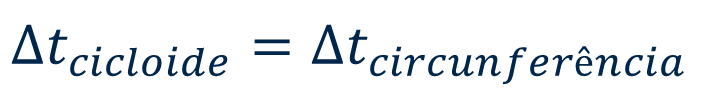 Δt_cicloide = Δt_circunferência